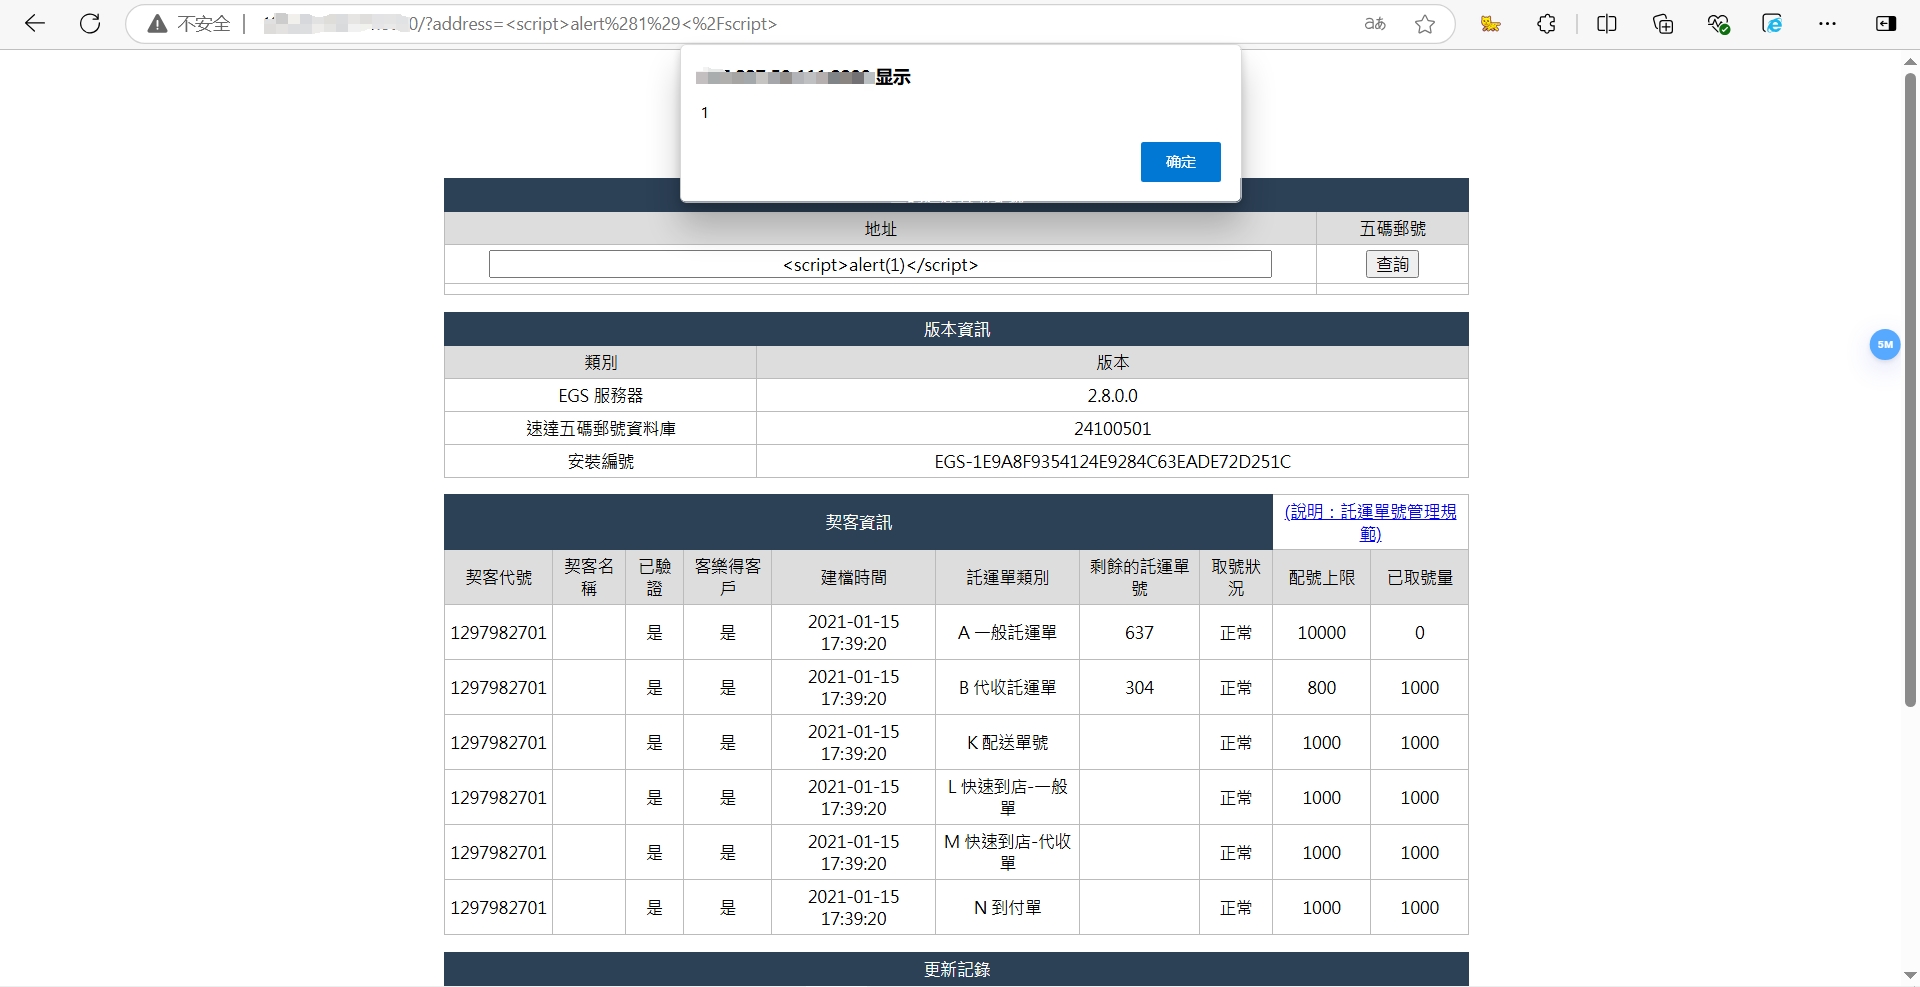 不安全
0/?address=<script>alert%281%29<%2Fscript>
显示
1
确定
地址
五碼郵號
<script>alert(1)</script>
查詢
5M
版本資訊
類別
版本
EGS 服務器
2.8.0.0
速達五碼郵號資料庫
24100501
安裝編號
EGS-1E9A8F9354124E9284C63EADE72D251C
契客資訊
(說明：託運單號管理規
範)
契客代號
契客名
稱
已驗
證
客樂得客
戶
建檔時間
託運單類別
剩餘的託運單
號
取號狀
況
配號上限
已取號量
1297982701
是
是
2021-01-15
17:39:20
A 一般託運單
637
正常
10000
0
1297982701
是
是
2021-01-15
17:39:20
B 代收託運單
304
正常
800
1000
1297982701
是
是
2021-01-15
17:39:20
K 配送單號
正常
1000
1000
1297982701
是
是
2021-01-15
17:39:20
L 快速到店-一般
單
正常
1000
1000
1297982701
是
是
2021-01-15
17:39:20
M 快速到店-代收
單
正常
1000
1000
1297982701
是
是
2021-01-15
17:39:20
N 到付單
正常
1000
1000
更新記錄